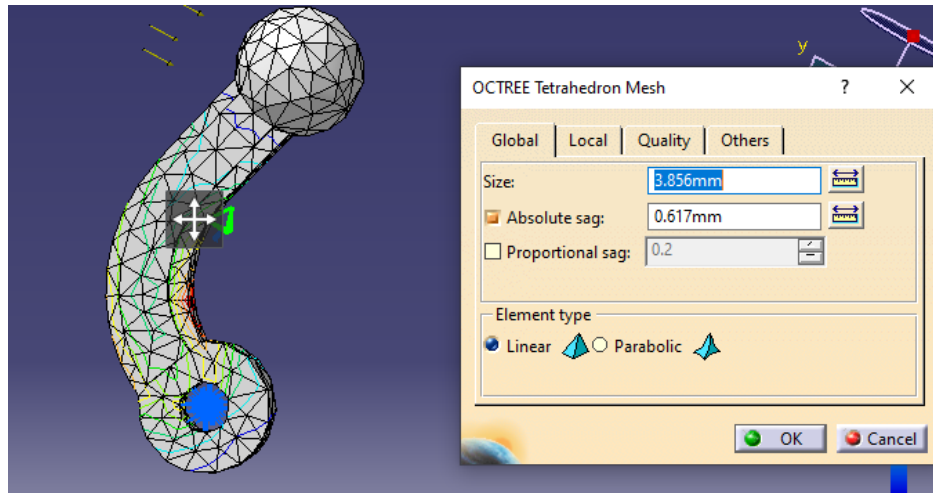 y
OCTREE Tetrahedron Mesh ? ×
Global Local Quality Others
Size: 3.856mm
Absolute sag: 0.617mm
Proportional sag: 0.2
Element type
Linear Parabolic
OK Cancel